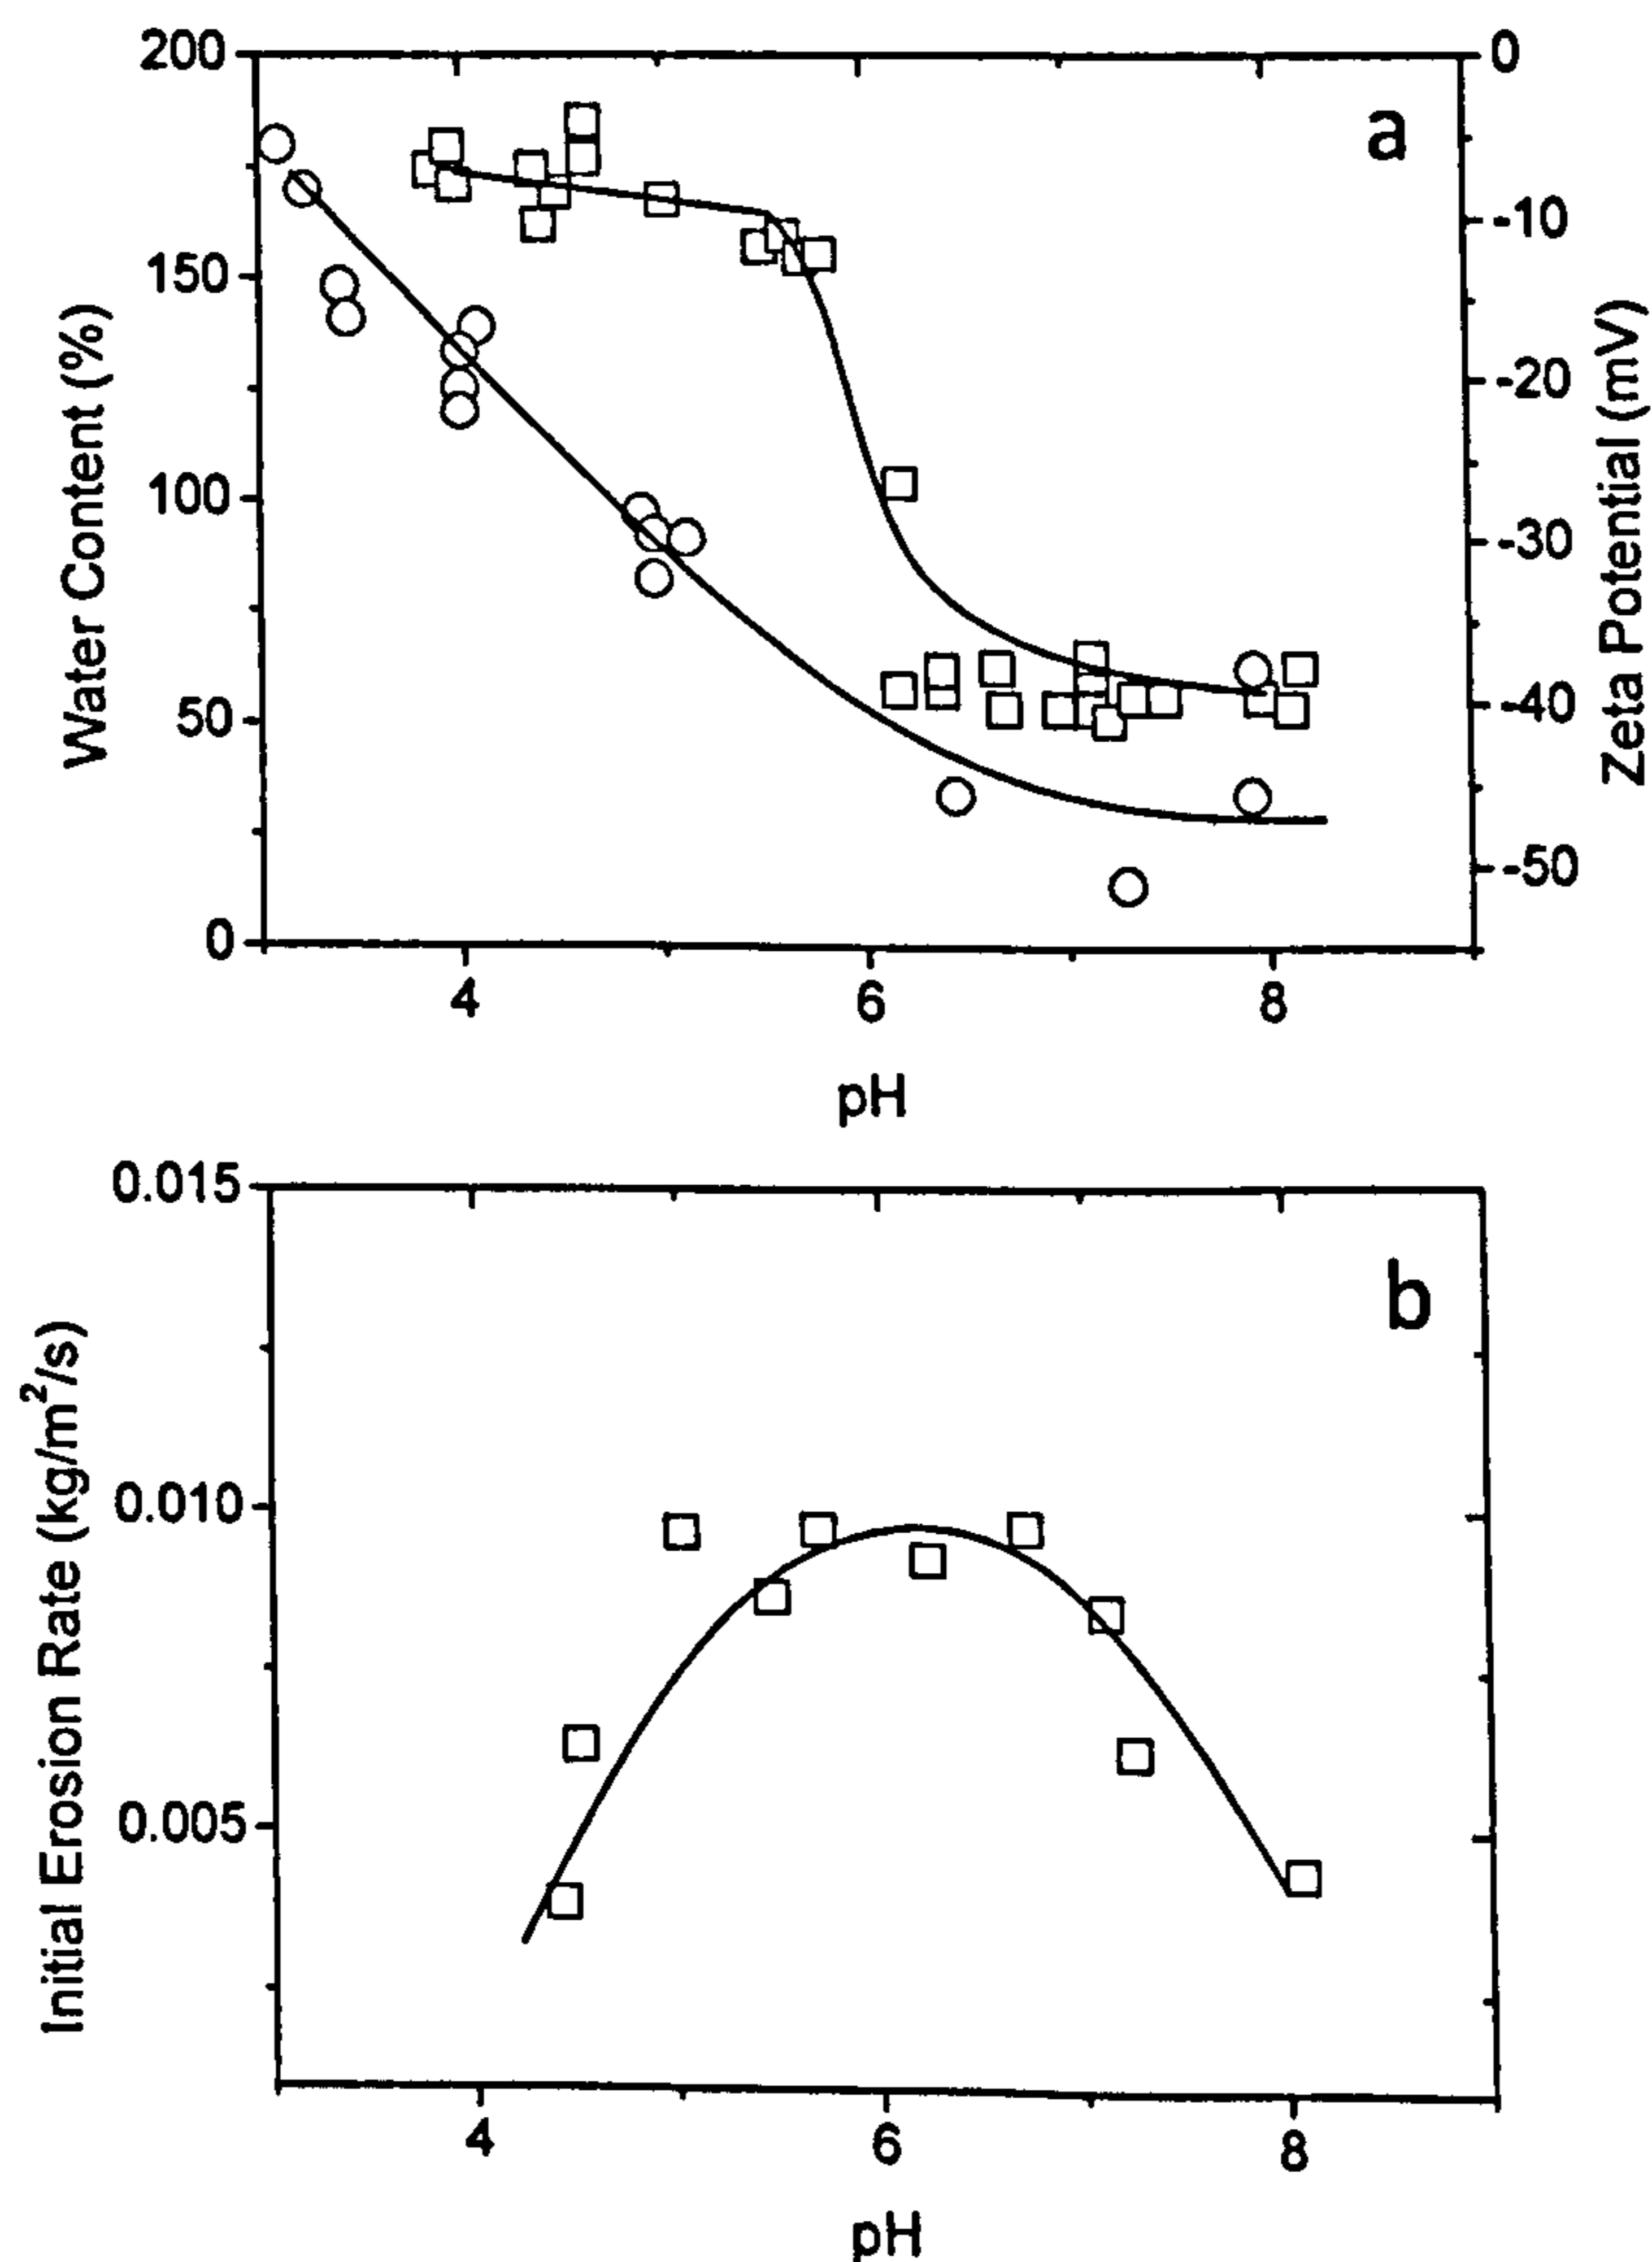 200
0
a
-10
150
-20
100
-30
50
-40
-50
0
Water Content (%)
Zeta Potential (mV)
4 6 8
pH
0.015
b
0.010
0.005
Initial Erosion Rate (kg/m²/s)
4 6 8
pH